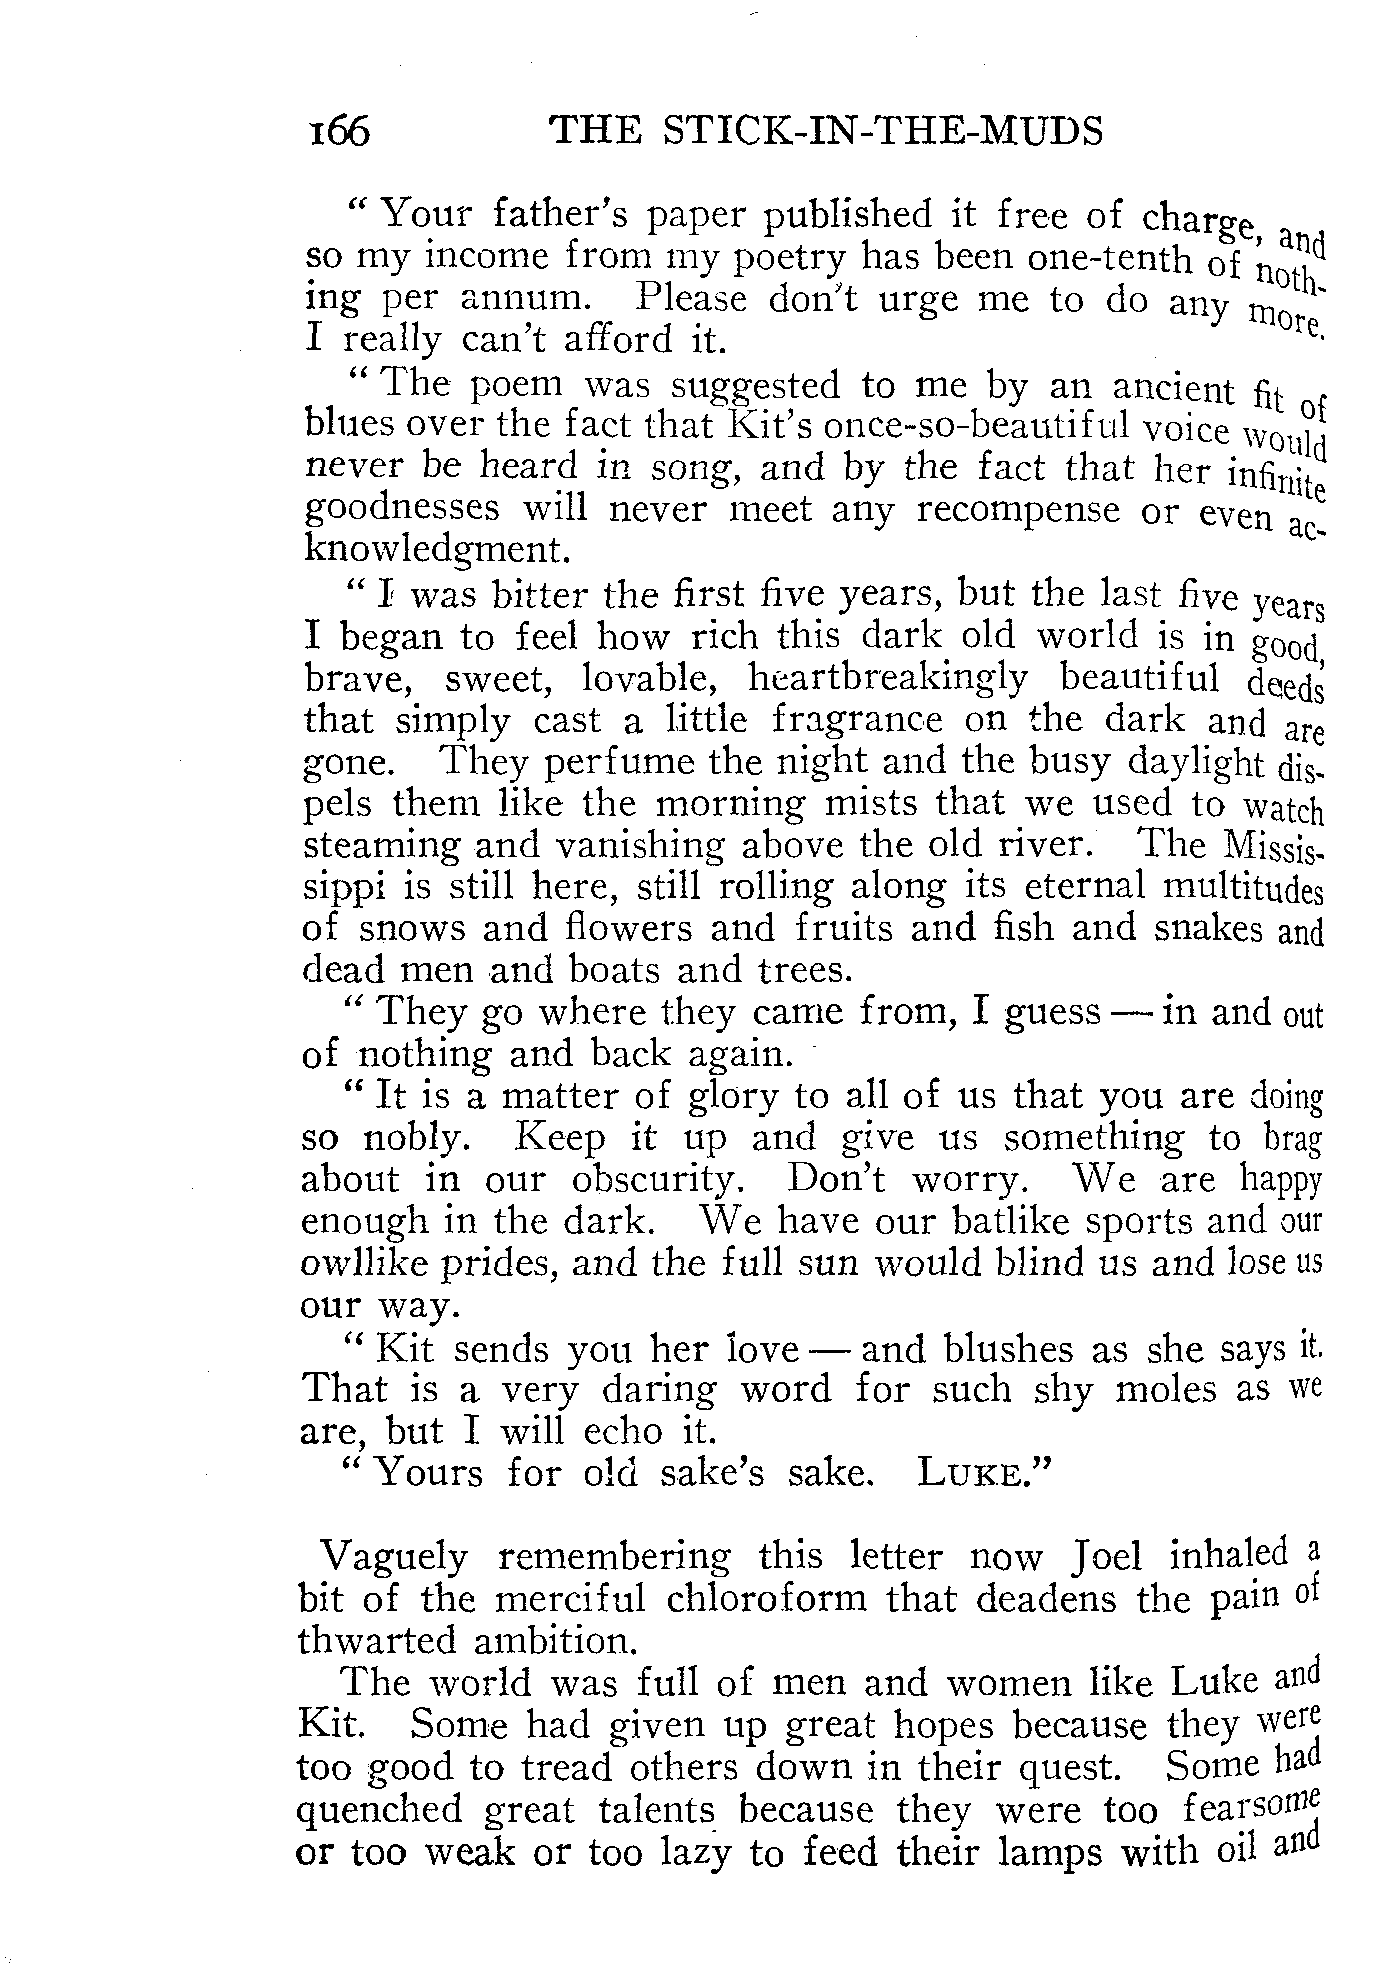 166 THE STICK-IN-THE-MUDS
" Your father's paper published it free of charge, and
so my income from my poetry has been one-tenth of noth-
ing per annum. Please don't urge me to do any more.
I really can't afford it.
" The poem was suggested to me by an ancient fit of
blues over the fact that Kit's once-so-beautiful voice would
never be heard in song, and by the fact that her infinite
goodnesses will never meet any recompense or even ac-
knowledgment.
" I was bitter the first five years, but the last five years
I began to feel how rich this dark old world is in good,
brave, sweet, lovable, heartbreakingly beautiful deeds
that simply cast a little fragrance on the dark and are
gone. They perfume the night and the busy daylight dis-
pels them like the morning mists that we used to watch
steaming and vanishing above the old river. The Missis-
sippi is still here, still rolling along its eternal multitudes
of snows and flowers and fruits and fish and snakes and
dead men and boats and trees.
" They go where they came from, I guess — in and out
of nothing and back again.
" It is a matter of glory to all of us that you are doing
so nobly. Keep it up and give us something to brag
about in our obscurity. Don't worry. We are happy
enough in the dark. We have our batlike sports and our
owllike prides, and the full sun would blind us and lose us
our way.
" Kit sends you her love — and blushes as she says it.
That is a very daring word for such shy moles as we
are, but I will echo it.
" Yours for old sake's sake. LUKE."
Vaguely remembering this letter now Joel inhaled a
bit of the merciful chloroform that deadens the pain of
thwarted ambition.
The world was full of men and women like Luke and
Kit. Some had given up great hopes because they were
too good to tread others down in their quest. Some had
quenched great talents because they were too fearsome
or too weak or too lazy to feed their lamps with oil and